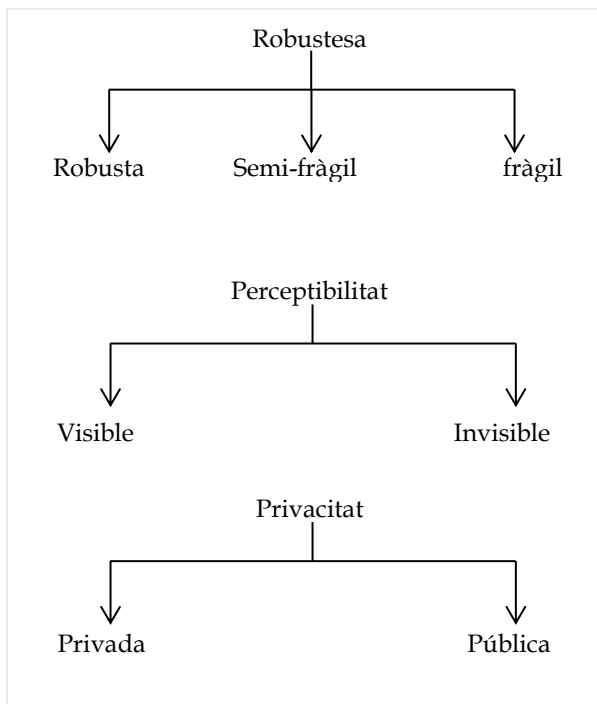 Robustesa
Robusta Semi-fràgil fràgil
Perceptibilitat
Visible Invisible
Privacitat
Privada Pública